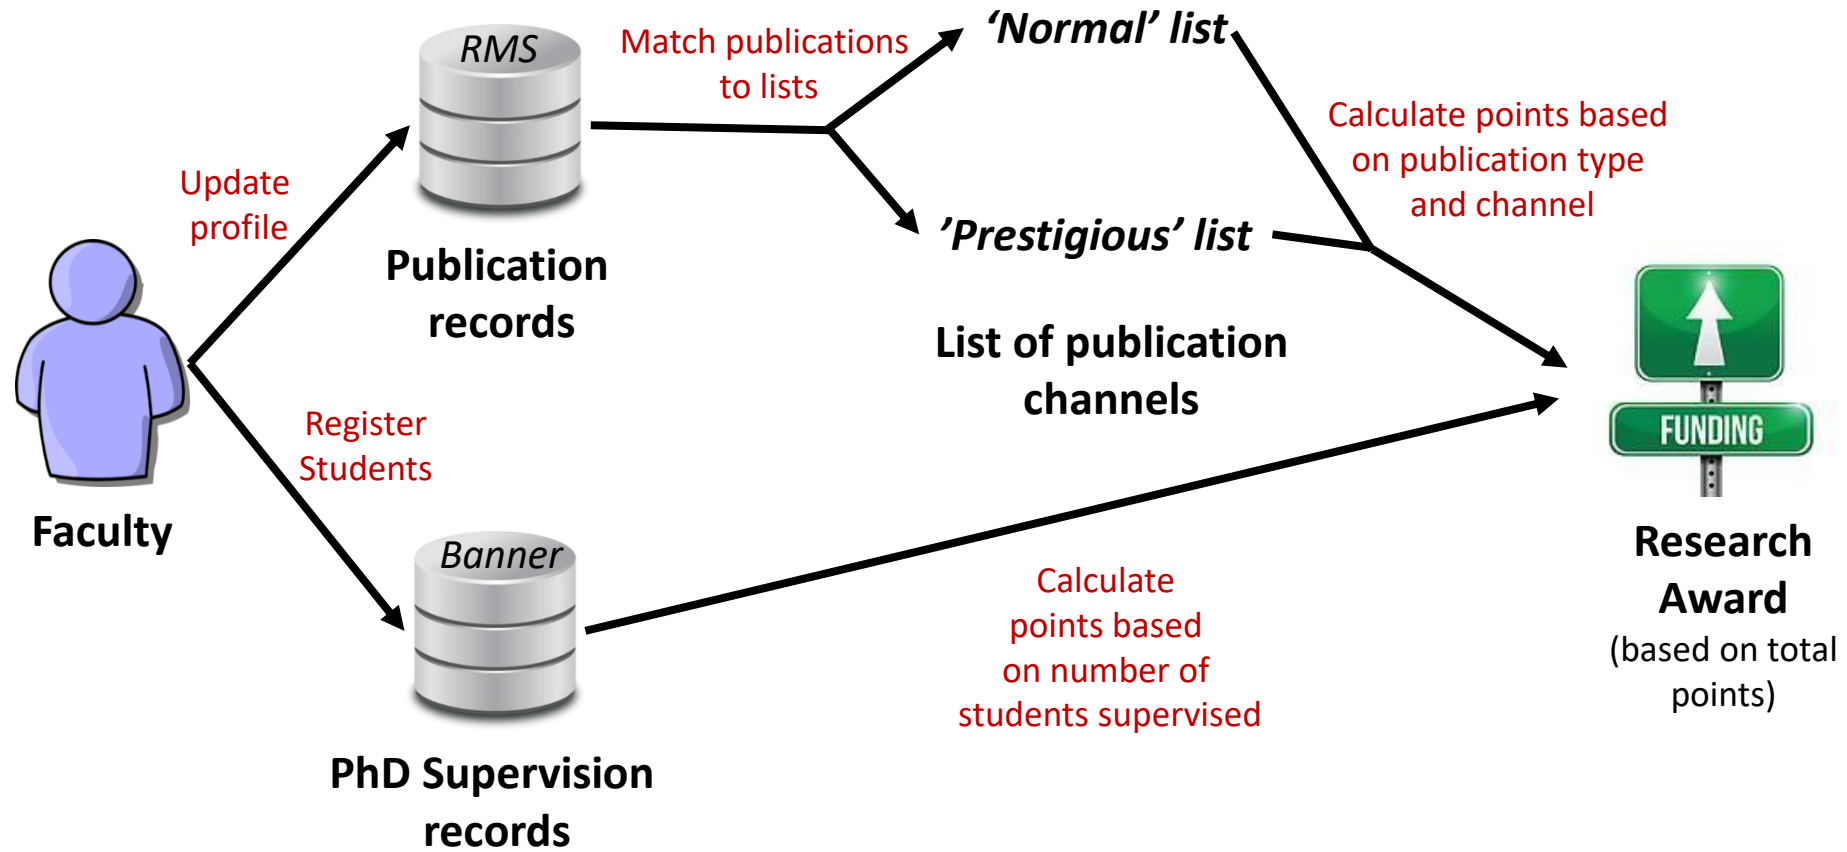 RMS
Match publications
to lists
‘Normal’ list
Calculate points based
on publication type
and channel
Update
profile
’Prestigious’ list
Publication
records
List of publication
channels
FUNDING
Register
Students
Faculty
Banner
Research
Award
(based on total
points)
Calculate
points based
on number of
students supervised
PhD Supervision
records